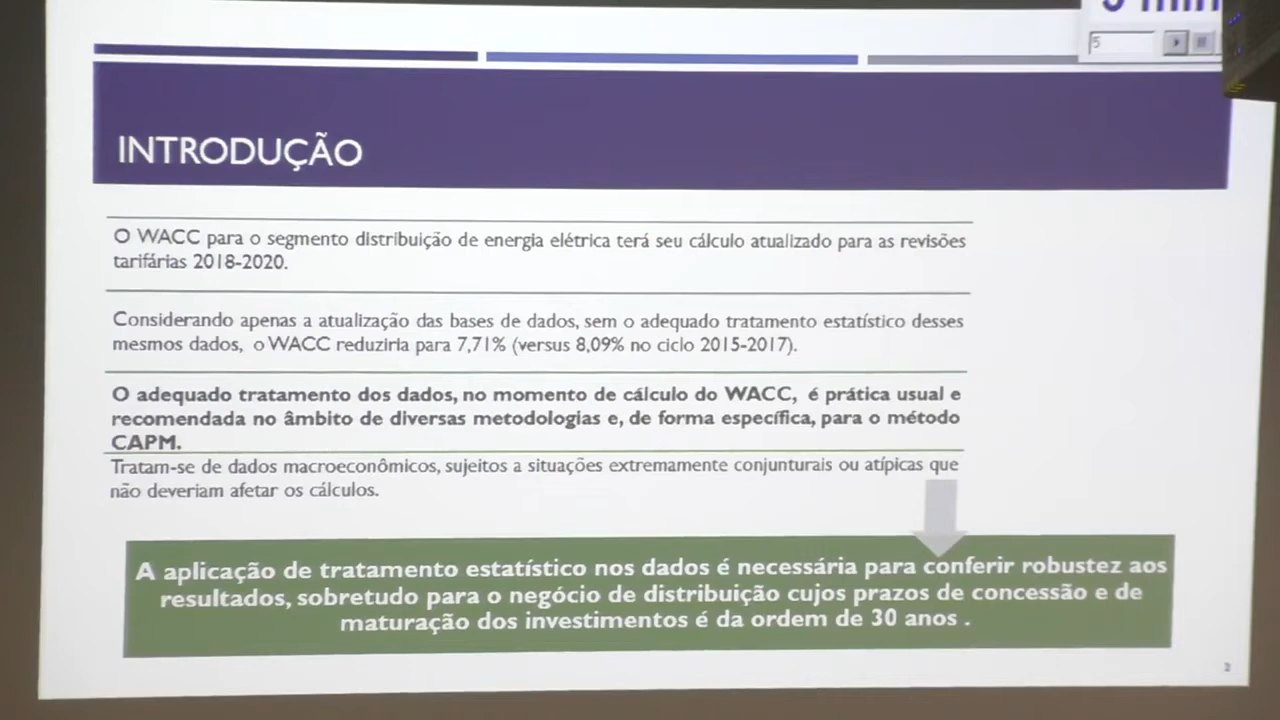 5 min
5
INTRODUÇÃO
O WACC para o segmento distribuição de energia elétrica terá seu cálculo atualizado para as revisões
tarifárias 2018-2020.
Considerando apenas a atualização das bases de dados, sem o adequado tratamento estatístico desses
mesmos dados, o WACC reduziria para 7,71% (versus 8,09% no ciclo 2015-2017).
O adequado tratamento dos dados, no momento de cálculo do WACC, é prática usual e
recomendada no âmbito de diversas metodologias e, de forma específica, para o método
CAPM.
Tratam-se de dados macroeconômicos, sujeitos a situações extremamente conjunturais ou atípicas que
não deveriam afetar os cálculos.
A aplicação de tratamento estatístico nos dados é necessária para conferir robustez aos
resultados, sobretudo para o negócio de distribuição cujos prazos de concessão e de
maturação dos investimentos é da ordem de 30 anos .
2